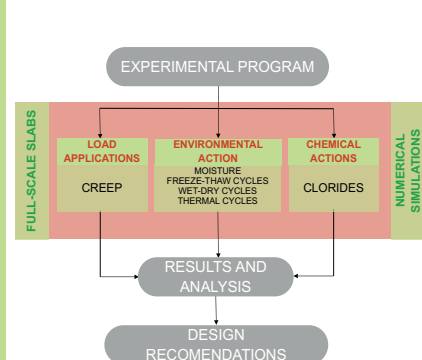 EXPERIMENTAL PROGRAM
FULL-SCALE SLABS
LOAD
APPLICATIONS
CREEP
ENVIRONMENTAL
ACTION
MOISTURE
FREEZE-THAW CYCLES
WET-DRY CYCLES
THERMAL CYCLES
CHEMICAL
ACTIONS
CLORIDES
NUMERICAL
SIMULATIONS
RESULTS AND
ANALYSIS
DESIGN
RECOMENDATIONS